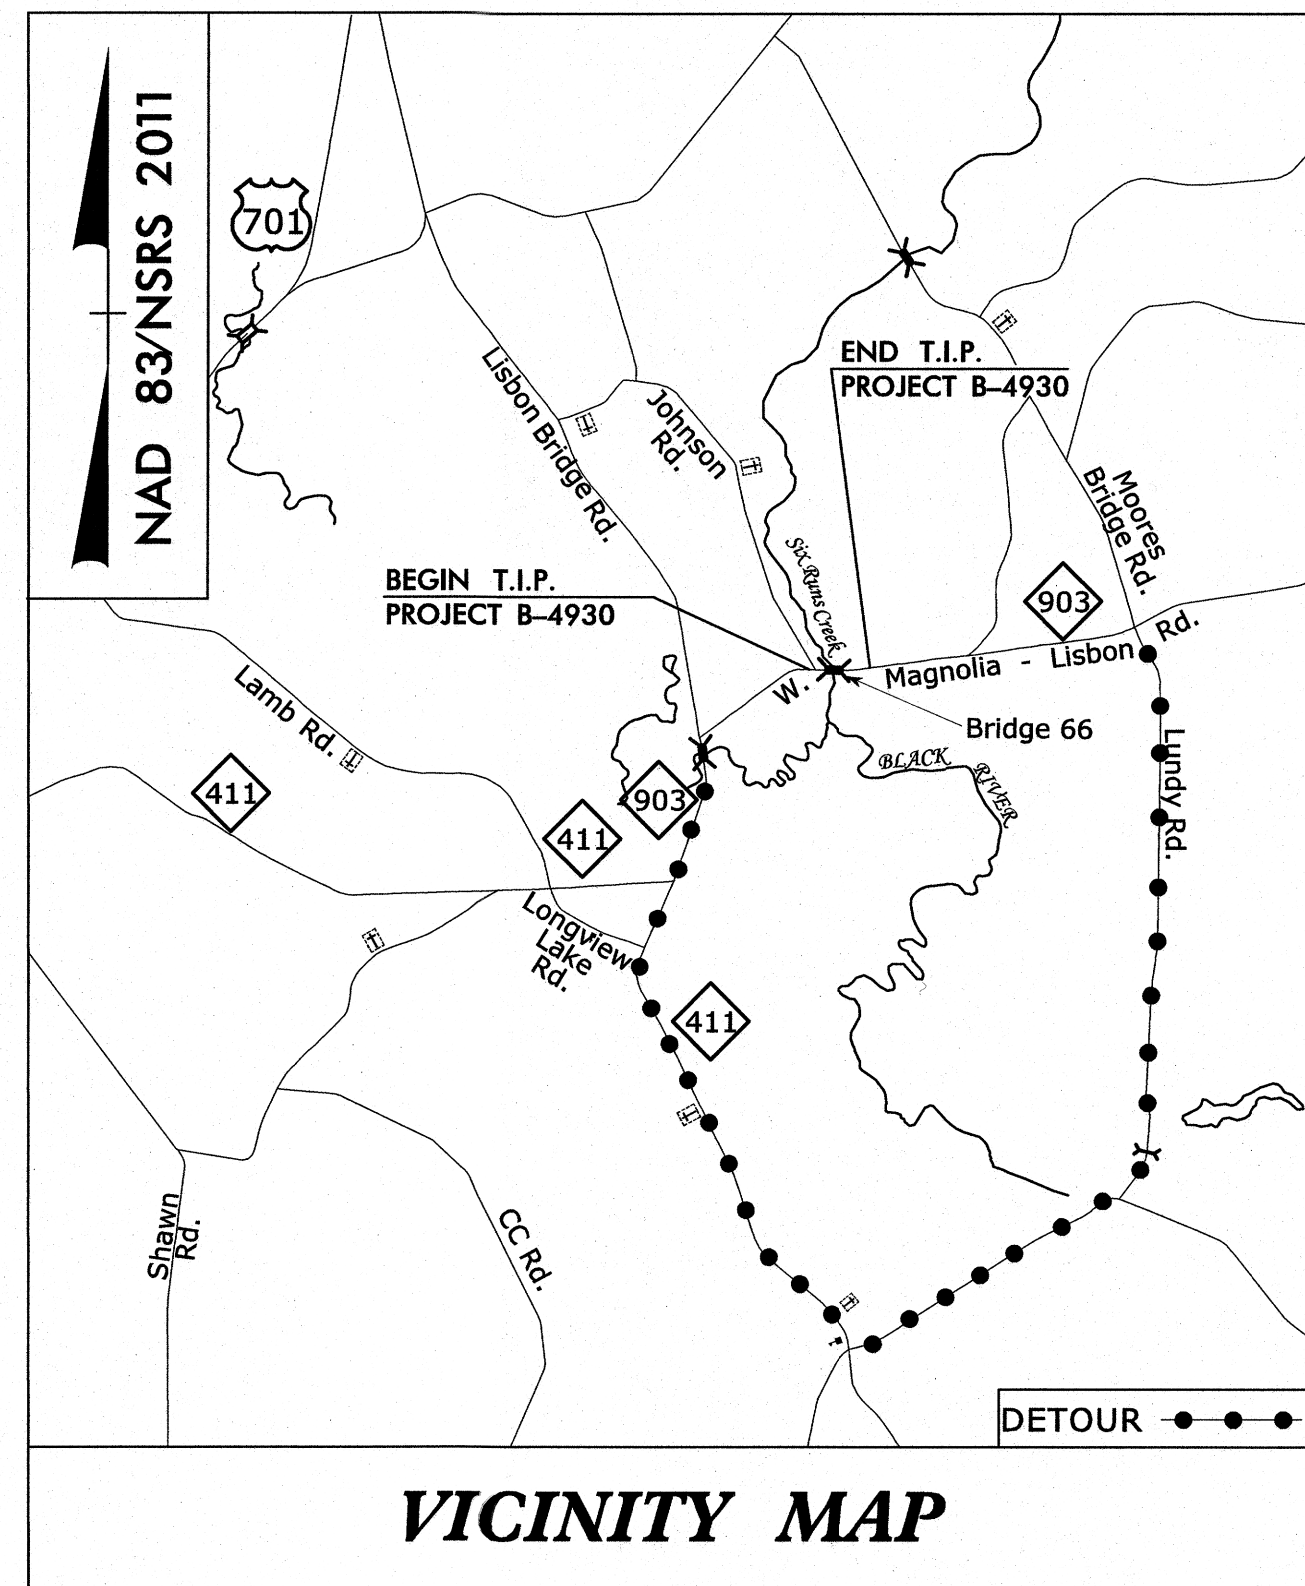 NAD 83/NSRS 2011
701
END T.I.P.
PROJECT B-4930
Lisbon Bridge Rd.
Johnson
Rd.
Moores
Bridge Rd.
Six Runs Creek
BEGIN T.I.P.
PROJECT B-4930
903
W. Magnolia - Lisbon Rd.
Bridge 66
Lamb Rd.
411
903
411
BLACK RIVER
Lundy Rd.
Longview
Lake
Rd.
411
Shawn
Rd.
CC Rd.
DETOUR
VICINITY MAP